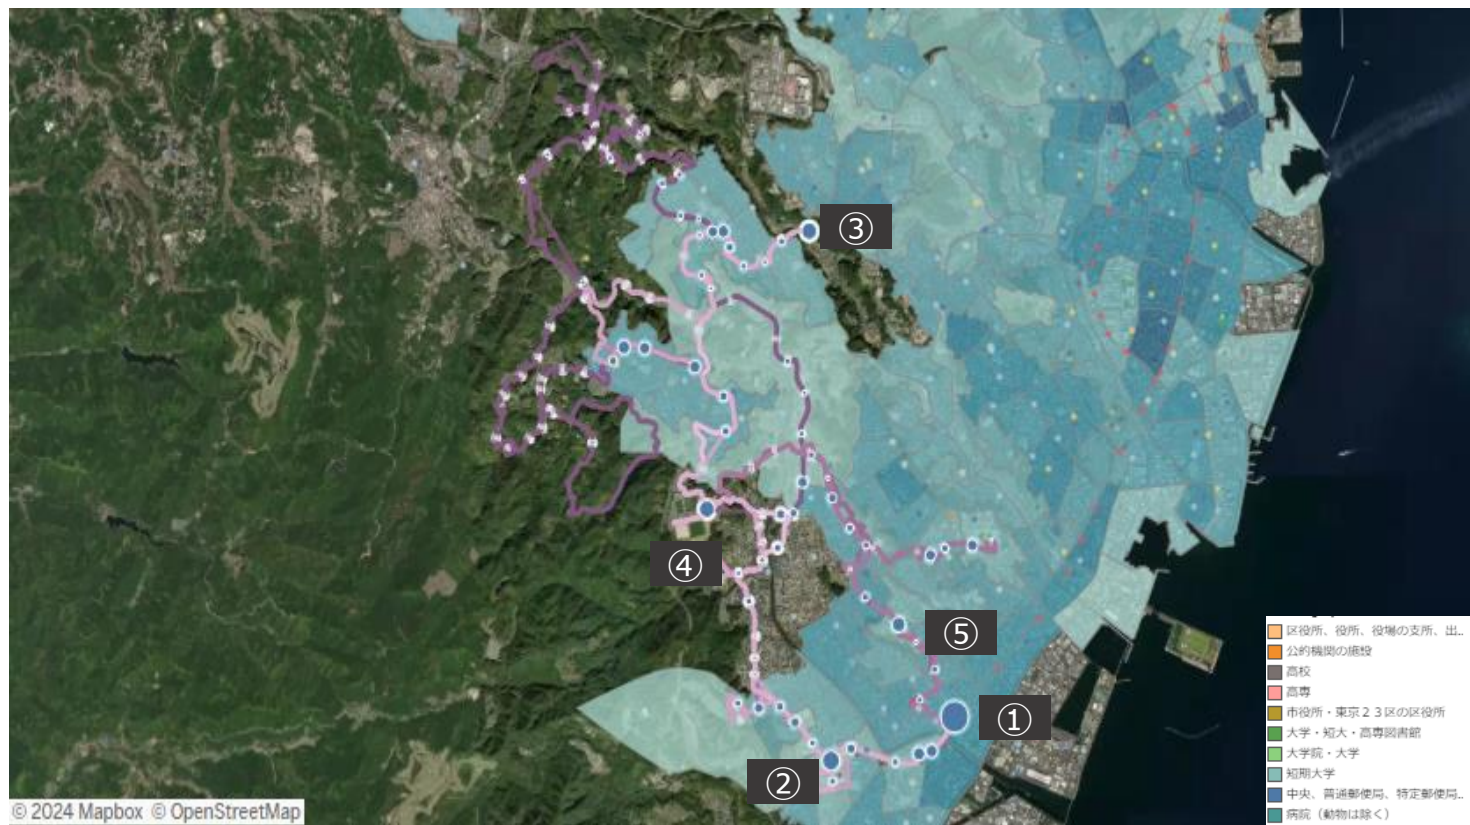 ③
④
⑤
①
②
区役所、役所、役場の支所、出...
公的機関の施設
高校
高専
市役所・東京２３区の区役所
大学・短大・高専図書館
大学院・大学
短期大学
中央、普通郵便局、特定郵便局...
病院（動物は除く）
© 2024 Mapbox © OpenStreetMap